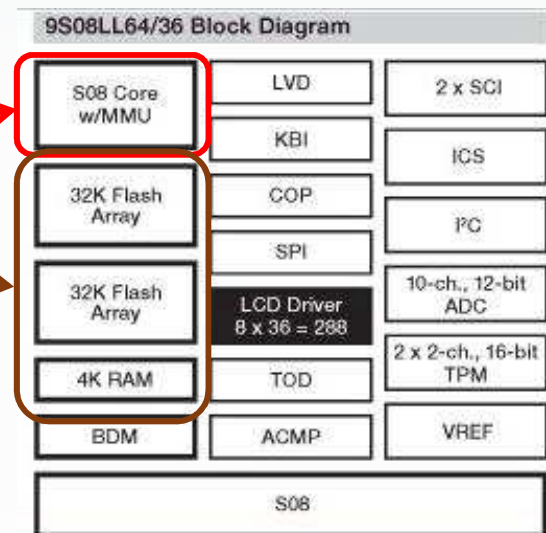 9S08LL64/36 Block Diagram
S08 Core
w/MMU
32K Flash
Array
32K Flash
Array
4K RAM
BDM
LVD
KBI
COP
SPI
LCD Driver
8 x 36 = 288
TOD
ACMP
2 x SCI
ICS
I²C
10-ch., 12-bit
ADC
2 x 2-ch., 16-bit
TPM
VREF
S08